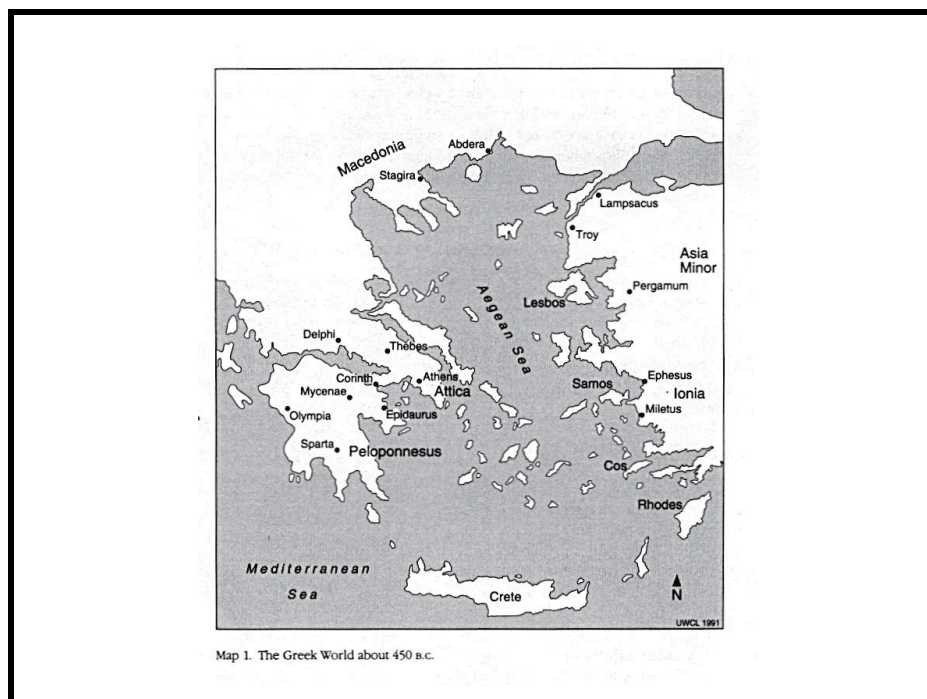 Abdera
Macedonia
Stagira
Lampsacus
Troy
Asia
Minor
Pergamum
Lesbos
Aegean Sea
Delphi
Thebes
Corinth
Athens
Attica
Mycenae
Olympia
Epidaurus
Sparta
Peloponnesus
Samos
Ephesus
Ionia
Miletus
Cos
Rhodes
Mediterranean
Sea
Crete
N
UWCL 1991
Map 1. The Greek World about 450 B.C.